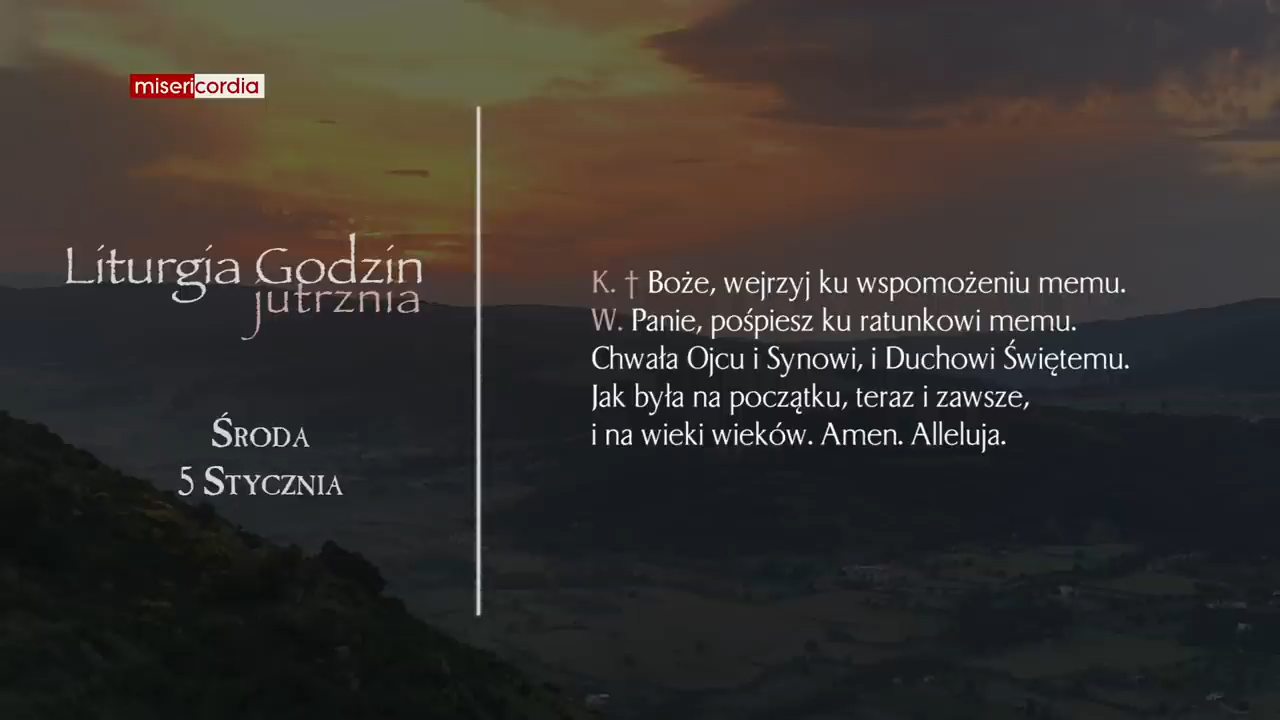 misericordia
Liturgia Godzin
jutrznia
Środa
5 Stycznia
K. † Boże, wejrzyj ku wspomożeniu memu.
W. Panie, pośpiesz ku ratunkowi memu.
Chwała Ojcu i Synowi, i Duchowi Świętemu.
Jak była na początku, teraz i zawsze,
i na wieki wieków. Amen. Alleluja.